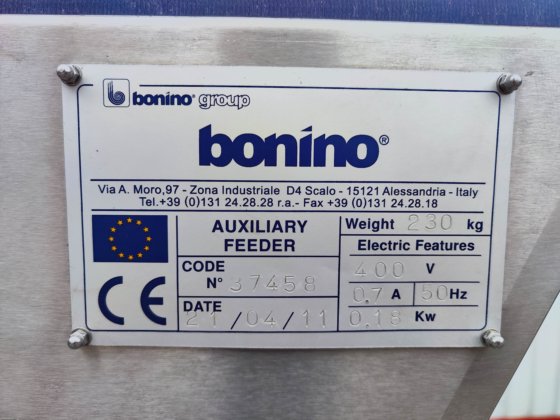 bonino® group
bonino®
Via A. Moro,97 - Zona Industriale D4 Scalo - 15121 Alessandria - Italy
Tel.+39 (0)131 24.28.28 r.a.- Fax +39 (0)131 24.28.18
AUXILIARY
FEEDER
Weight 230 kg
Electric Features
CODE
N° 37458
400 V
0,7 A 50Hz
DATE
21/04/11
0,18 Kw
CE